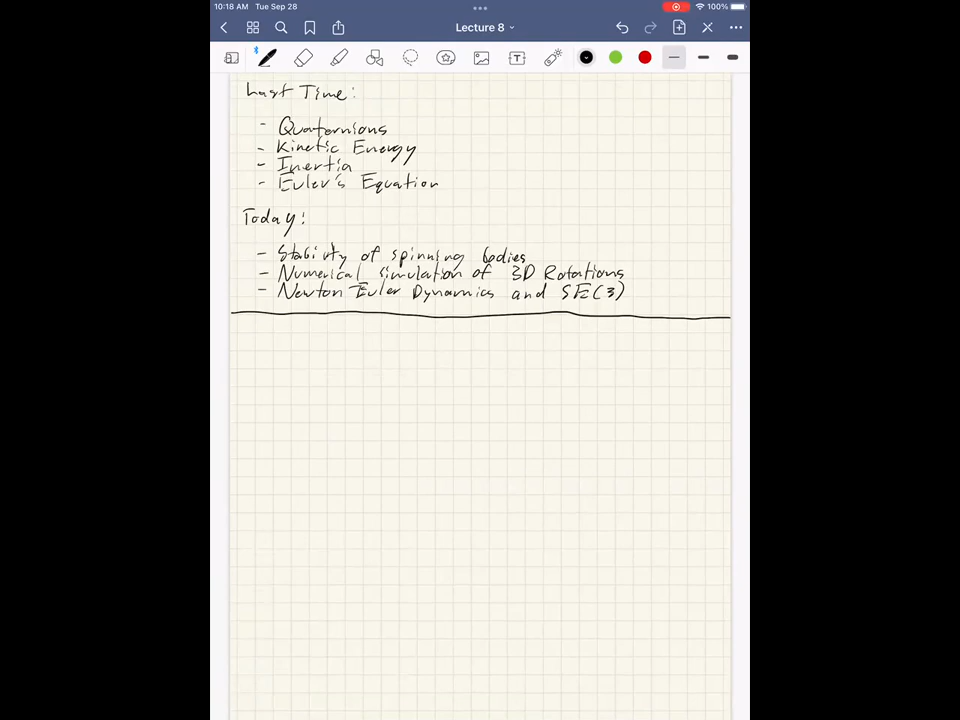 10:18 AM Tue Sep 28
100%
Lecture 8
Last Time:
- Quaternions
- Kinetic Energy
- Inertia
- Euler's Equation
Today:
- Stability of spinning bodies
- Numerical simulation of 3D Rotations
- Newton Euler Dynamics and SE(3)